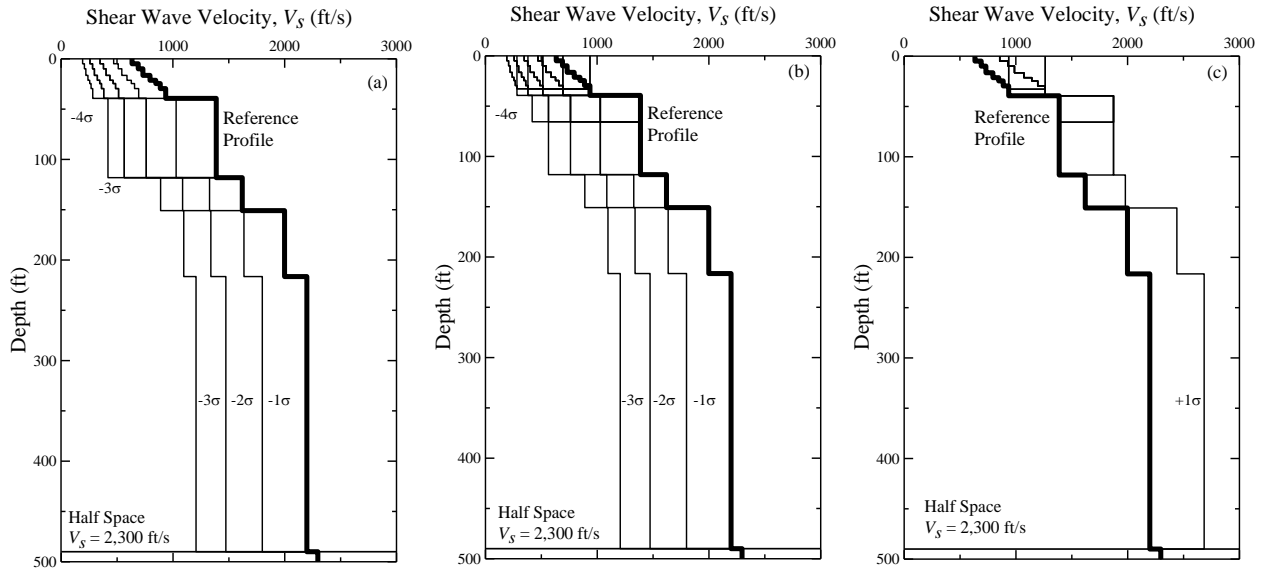 Shear Wave Velocity, Vs (ft/s)
0 1000 2000 3000
(a)
0
100
200
300
400
500
Depth (ft)
-4σ
-3σ
Reference
Profile
-3σ -2σ -1σ
Half Space
Vs = 2,300 ft/s
Shear Wave Velocity, Vs (ft/s)
0 1000 2000 3000
(b)
0
100
200
300
400
500
Depth (ft)
-4σ
Reference
Profile
-3σ -2σ -1σ
Half Space
Vs = 2,300 ft/s
Shear Wave Velocity, Vs (ft/s)
0 1000 2000 3000
(c)
0
100
200
300
400
500
Depth (ft)
Reference
Profile
+1σ
Half Space
Vs = 2,300 ft/s